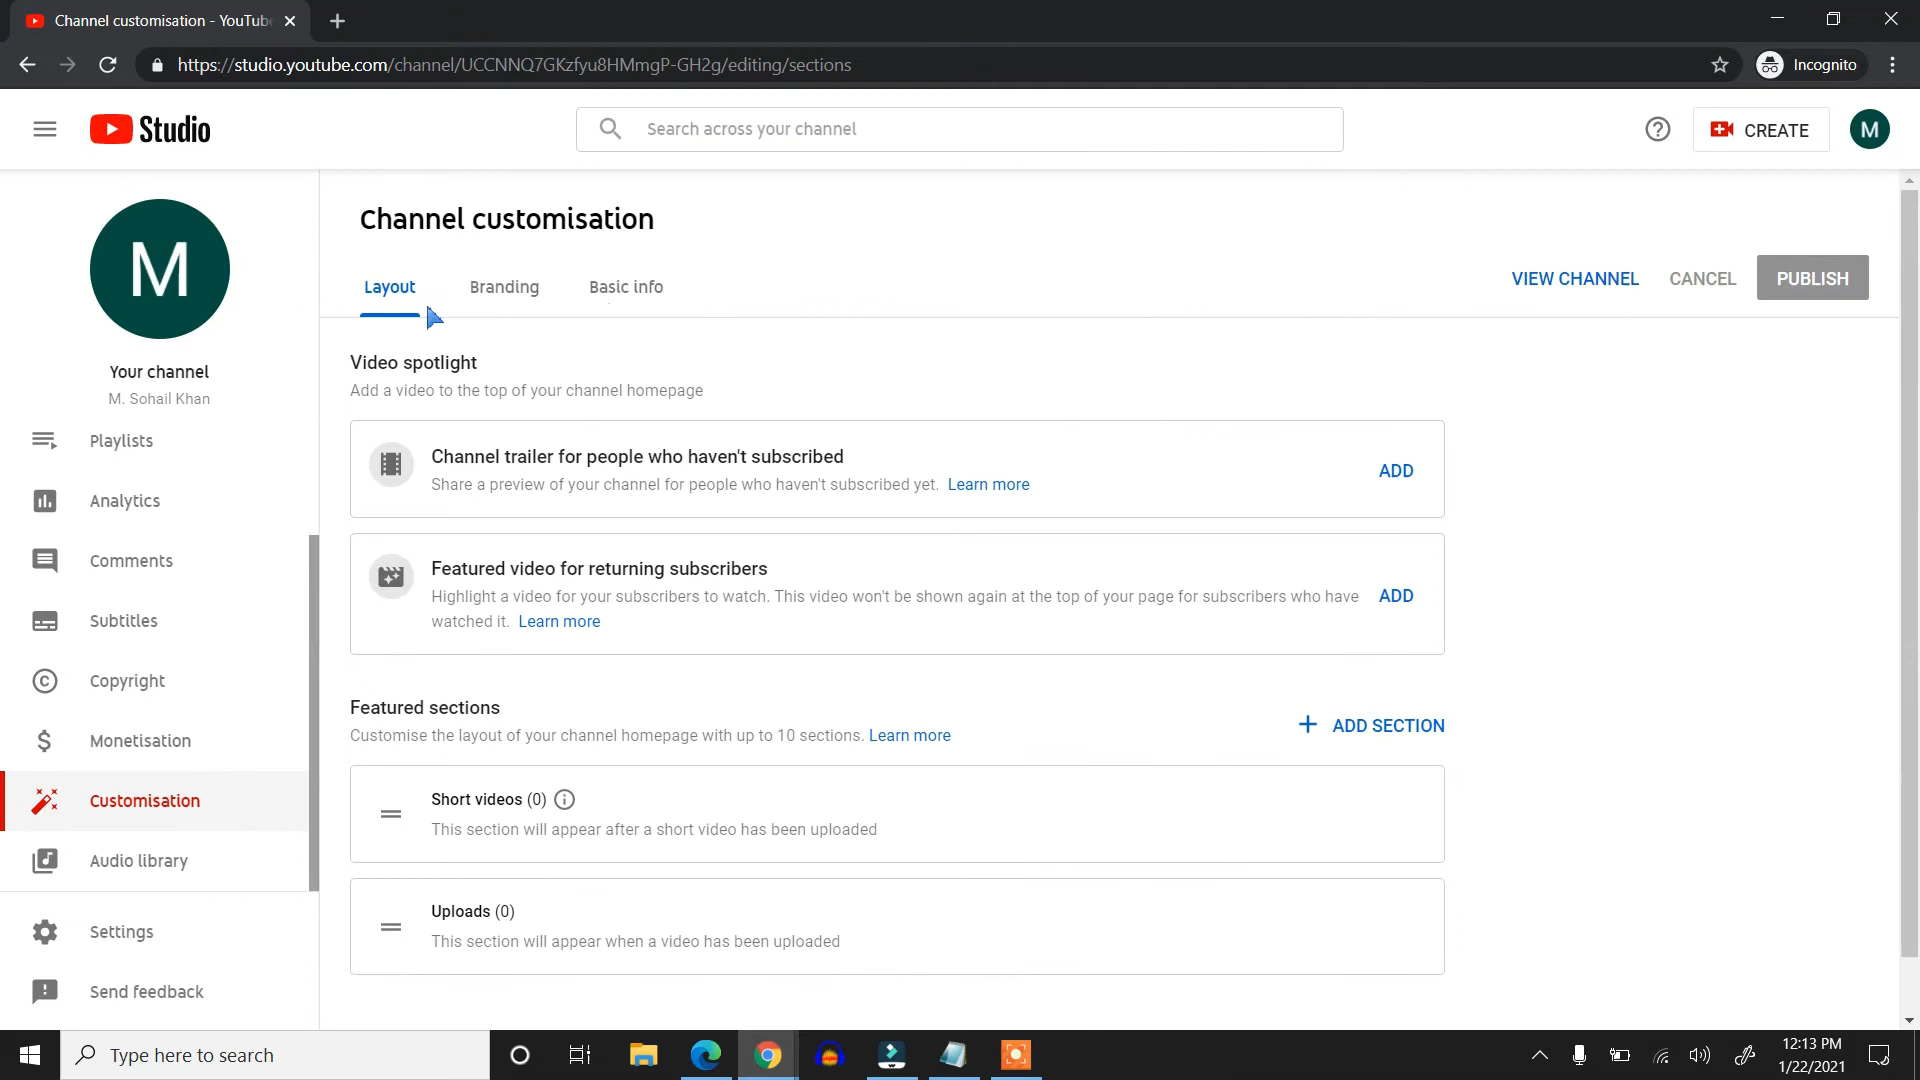 Channel customisation - YouTub
https://studio.youtube.com/channel/UCCNNQ7GKzfyu8HMmgP-GH2g/editing/sections
Incognito
Studio
Search across your channel
CREATE
M
M
Your channel
M. Sohail Khan
Playlists
Analytics
Comments
Subtitles
Copyright
Monetisation
Customisation
Audio library
Settings
Send feedback
Channel customisation
Layout
Branding
Basic info
VIEW CHANNEL
CANCEL
PUBLISH
Video spotlight
Add a video to the top of your channel homepage
Channel trailer for people who haven't subscribed
Share a preview of your channel for people who haven't subscribed yet. Learn more
ADD
Featured video for returning subscribers
Highlight a video for your subscribers to watch. This video won't be shown again at the top of your page for subscribers who have
watched it. Learn more
ADD
Featured sections
Customise the layout of your channel homepage with up to 10 sections. Learn more
ADD SECTION
Short videos (0)
This section will appear after a short video has been uploaded
Uploads (0)
This section will appear when a video has been uploaded
Type here to search
12:13 PM
1/22/2021